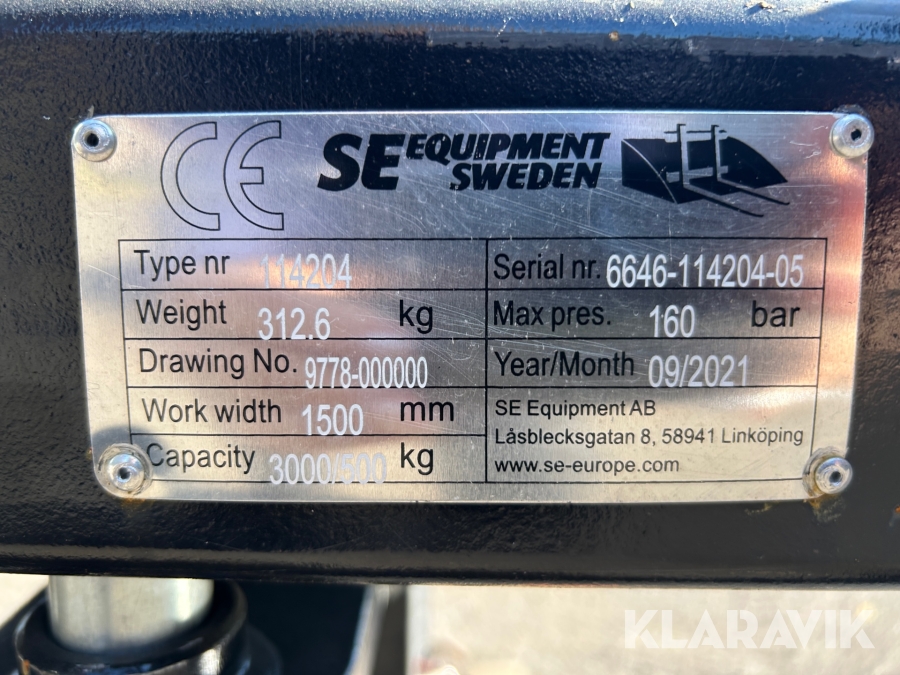 CE SE EQUIPMENT
SWEDEN
Type nr 114204 Serial nr. 6646-114204-05
Weight 312.6 kg Max pres. 160 bar
Drawing No. 9778-000000 Year/Month 09/2021
Work width 1500 mm SE Equipment AB
Låsblecksgatan 8, 58941 Linköping
Capacity 3000/500 kg www.se-europe.com
KLARAVIK